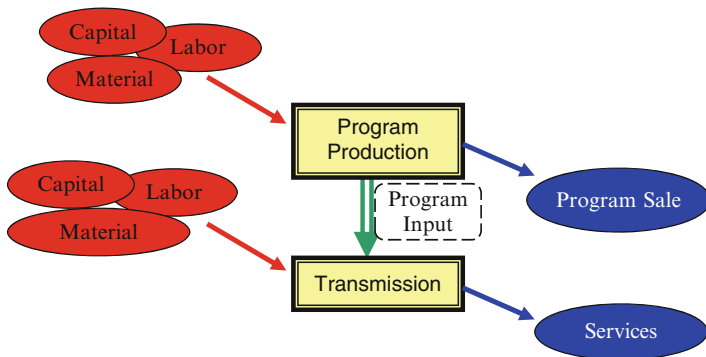 Capital
Labor
Material
Program
Production
Program Sale
Program
Input
Capital
Labor
Material
Transmission
Services